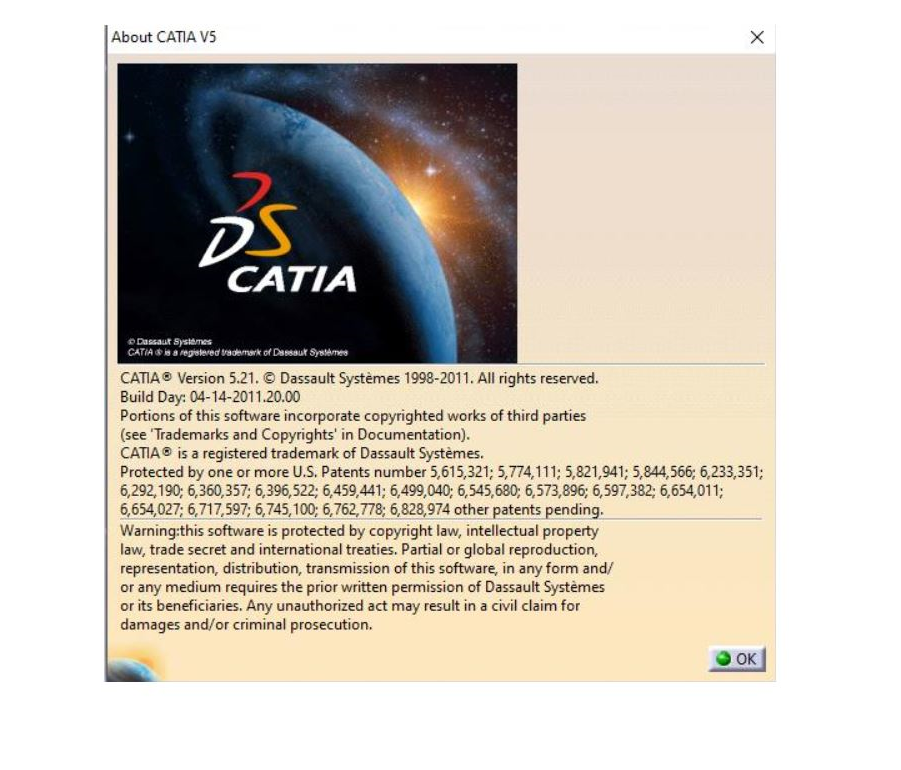 About CATIA V5
DS
CATIA
© Dassault Systèmes
CATIA ® is a registered trademark of Dassault Systèmes
CATIA® Version 5.21. © Dassault Systèmes 1998-2011. All rights reserved.
Build Day: 04-14-2011.20.00
Portions of this software incorporate copyrighted works of third parties
(see 'Trademarks and Copyrights' in Documentation).
CATIA® is a registered trademark of Dassault Systèmes.
Protected by one or more U.S. Patents number 5,615,321; 5,774,111; 5,821,941; 5,844,566; 6,233,351;
6,292,190; 6,360,357; 6,396,522; 6,459,441; 6,499,040; 6,545,680; 6,573,896; 6,597,382; 6,654,011;
6,654,027; 6,717,597; 6,745,100; 6,762,778; 6,828,974 other patents pending.
Warning:this software is protected by copyright law, intellectual property
law, trade secret and international treaties. Partial or global reproduction,
representation, distribution, transmission of this software, in any form and/
or any medium requires the prior written permission of Dassault Systèmes
or its beneficiaries. Any unauthorized act may result in a civil claim for
damages and/or criminal prosecution.
OK